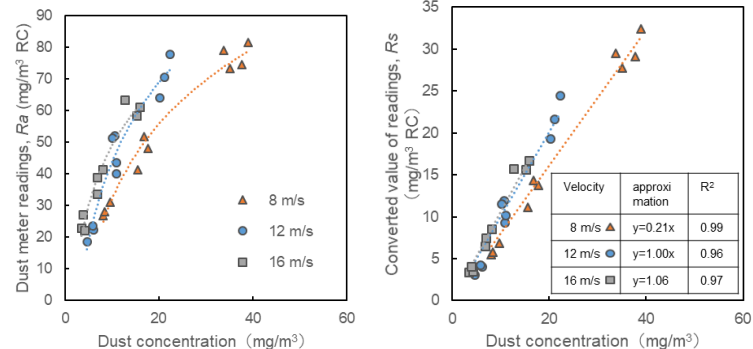 90
80
70
60
50
40
30
20
10
0
Dust meter readings, Ra (mg/m³ RC)
8 m/s
12 m/s
16 m/s
0 20 40 60
Dust concentration（mg/m³）
35
30
25
20
15
10
5
0
Converted value of readings, Rs
（mg/m³ RC）
Velocity approxi R²
mation
8 m/s y=0.21x 0.99
12 m/s y=1.00x 0.96
16 m/s y=1.06 0.97
0 20 40 60
Dust concentration（mg/m³）